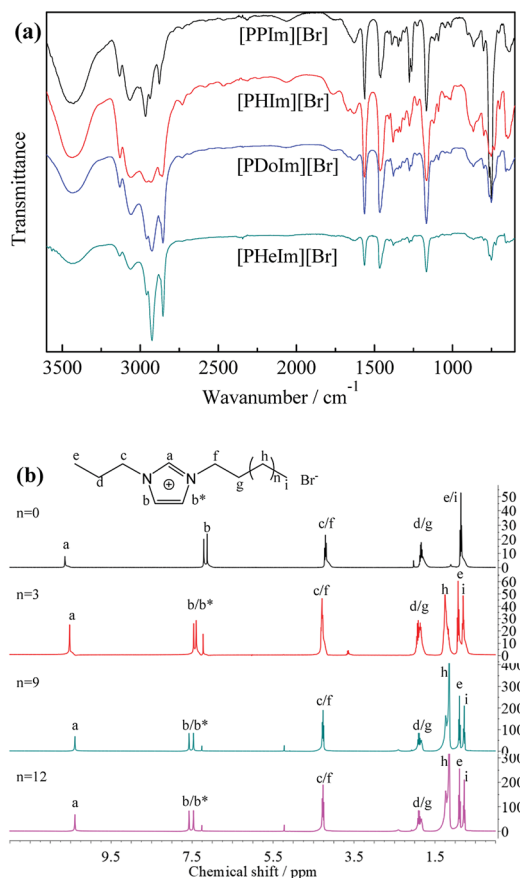 (a)
[PPIm][Br]
[PHIm][Br]
[PDoIm][Br]
[PHeIm][Br]
Transmittance
3500 3000 2500 2000 1500 1000
Wavanumber / cm-1
(b)
e c a f h
d N N n
⊕ g i Br-
b b*
n=0
a b c/f d/g e/i
50
40
30
20
10
0
n=3
a b/b* c/f d/g h e i
60
50
40
30
20
10
0
n=9
a b/b* c/f d/g h e i
400
300
200
100
0
n=12
a b/b* c/f d/g h e i
300
200
100
0
9.5 7.5 5.5 3.5 1.5
Chemical shift / ppm